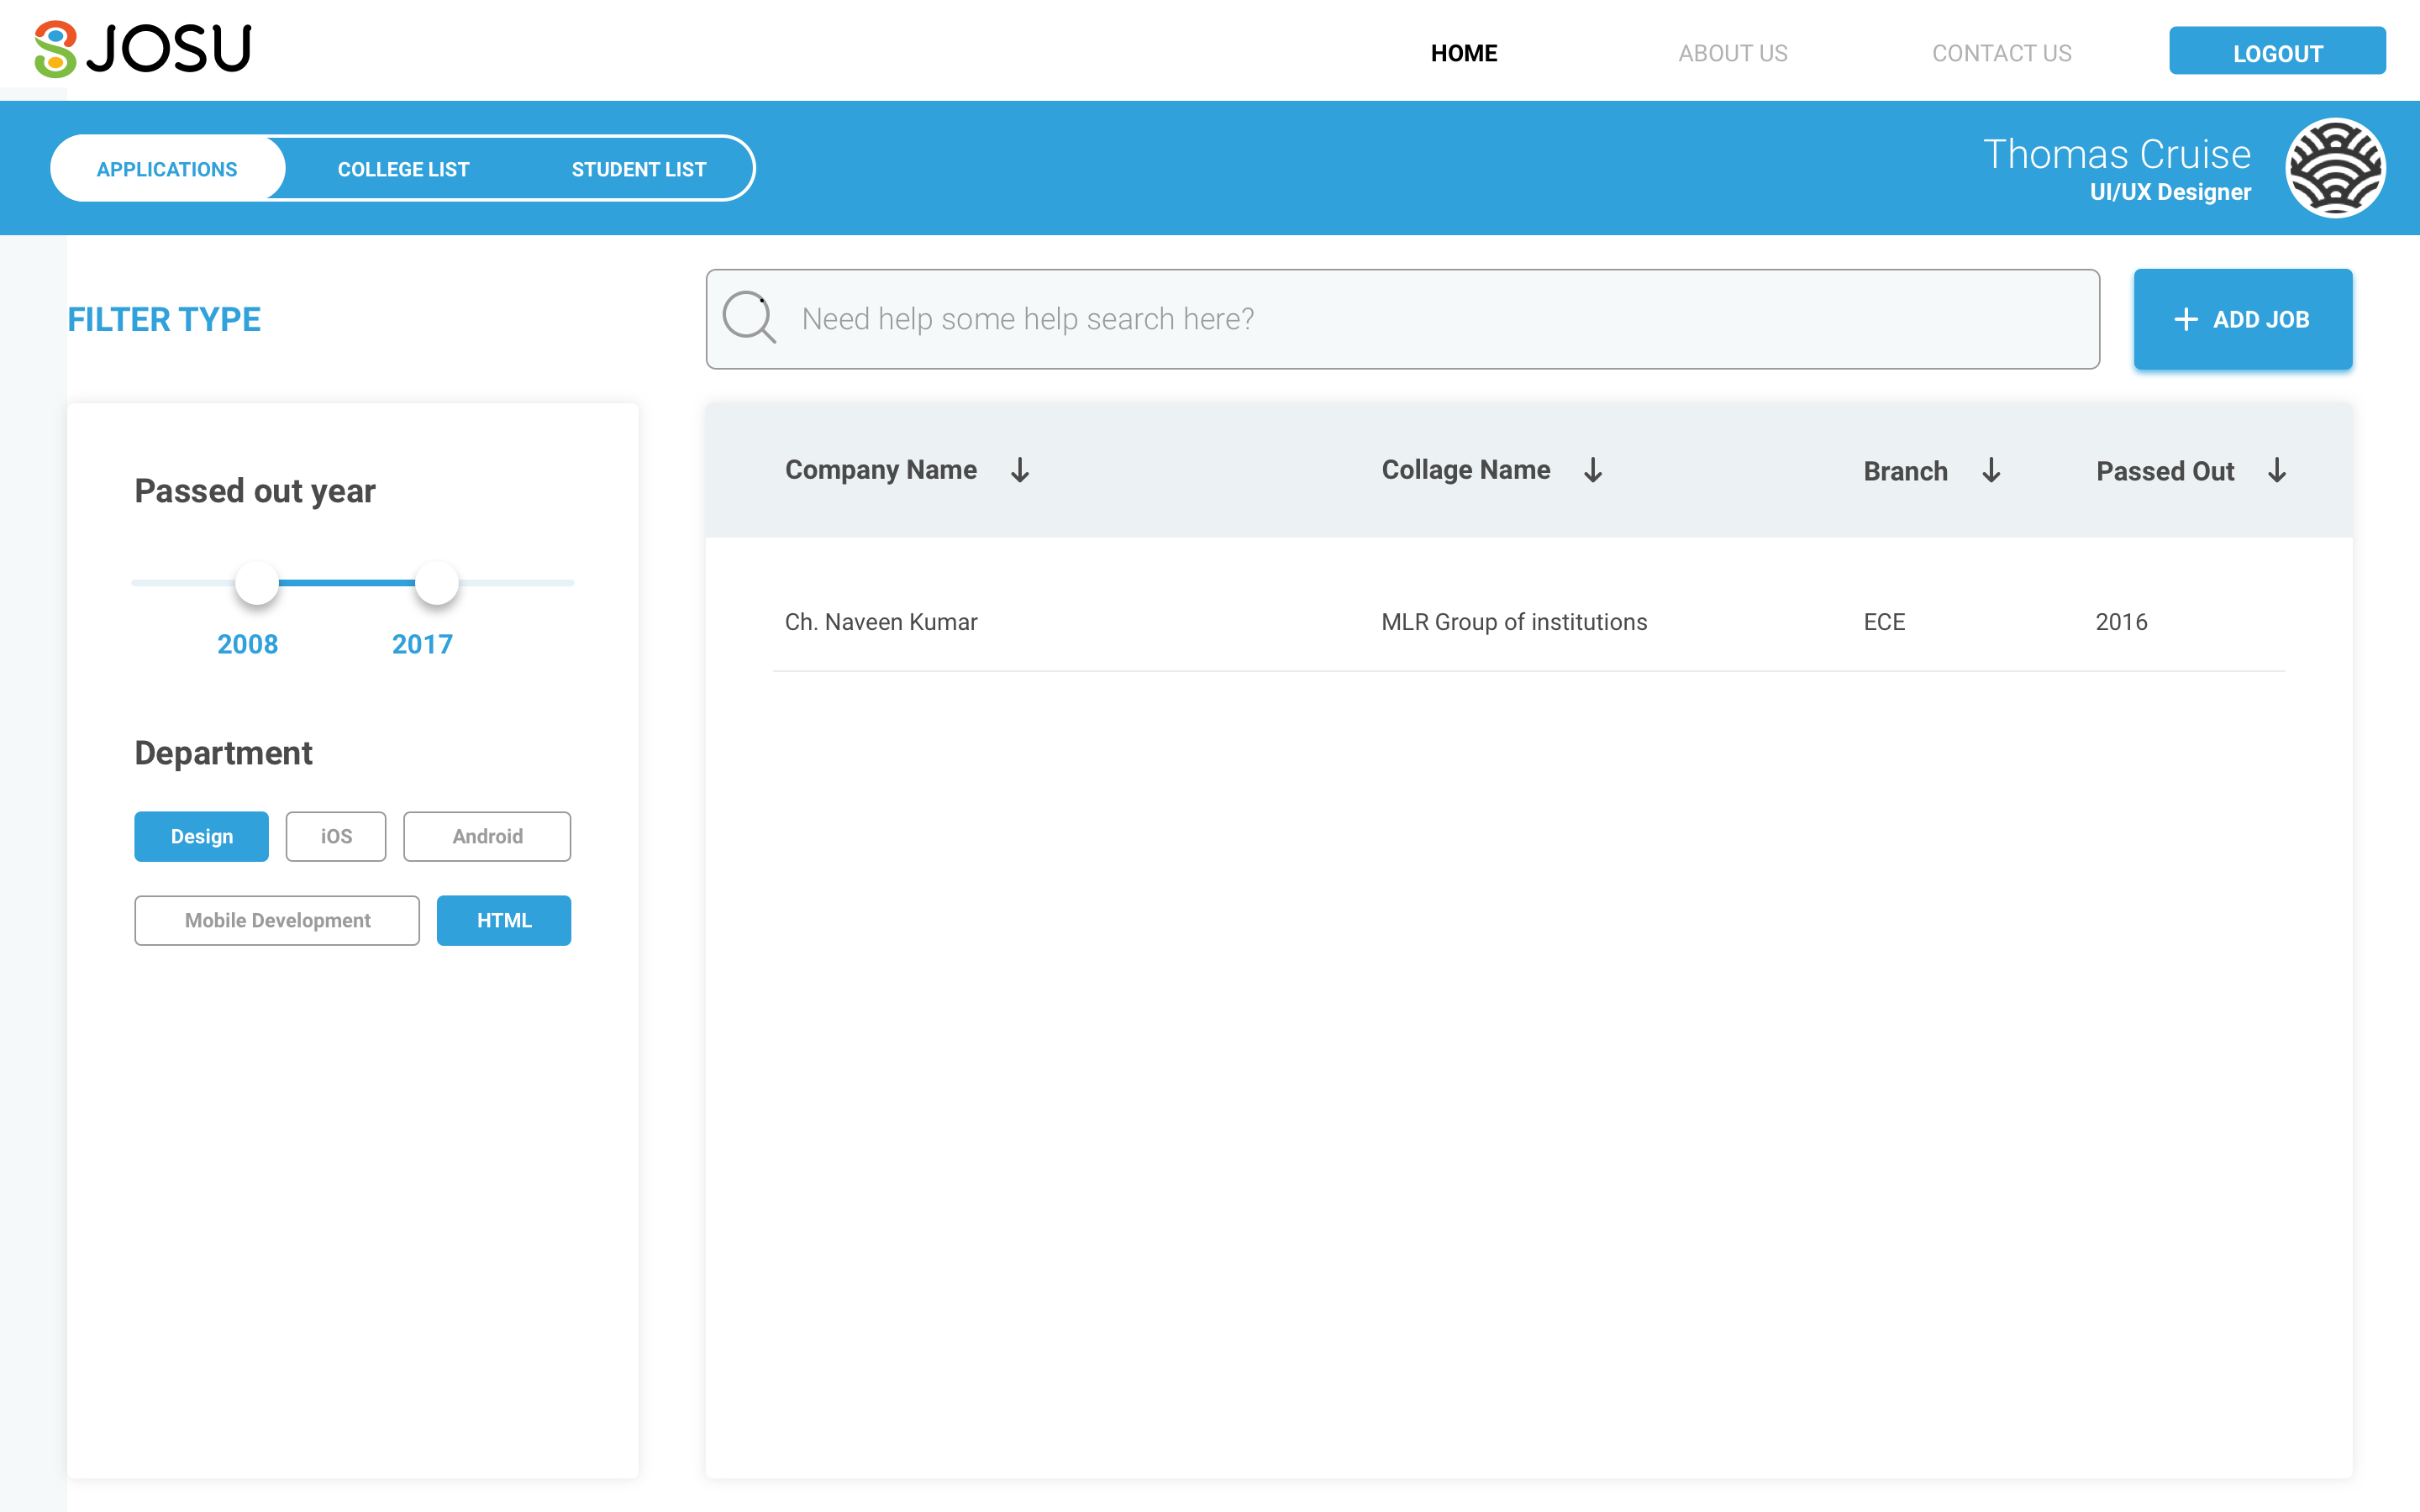 JOSU
HOME ABOUT US CONTACT US LOGOUT
APPLICATIONS COLLEGE LIST STUDENT LIST
Thomas Cruise
UI/UX Designer
FILTER TYPE
Need help some help search here?
ADD JOB
Passed out year
2008 2017
Department
Design iOS Android
Mobile Development HTML
Company Name Collage Name Branch Passed Out
Ch. Naveen Kumar MLR Group of institutions ECE 2016